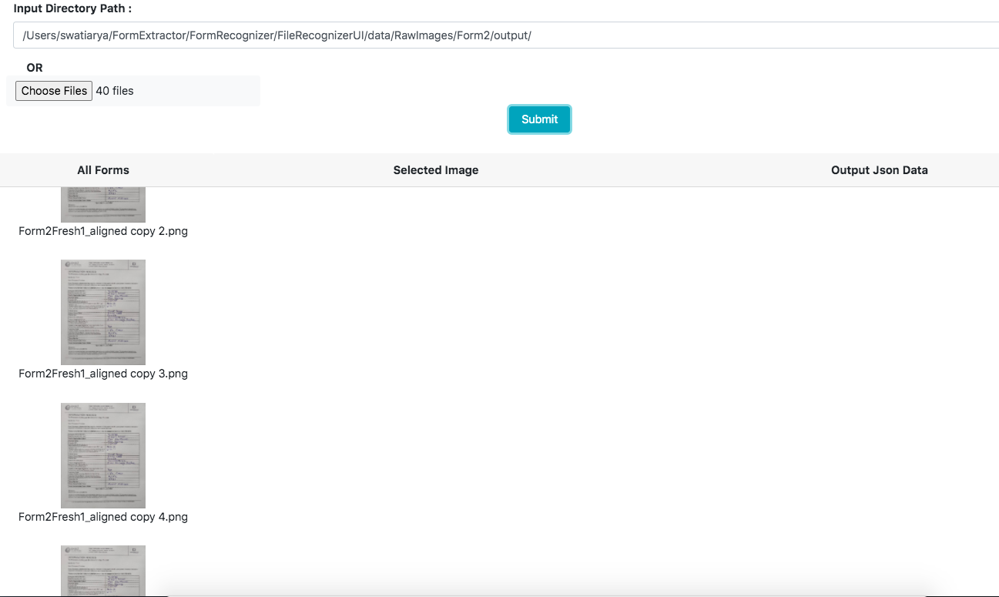 Input Directory Path :
/Users/swatiarya/FormExtractor/FormRecognizer/FileRecognizerUI/data/RawImages/Form2/output/
OR
Choose Files 40 files
Submit
All Forms Selected Image Output Json Data
Form2Fresh1_aligned copy 2.png
Form2Fresh1_aligned copy 3.png
Form2Fresh1_aligned copy 4.png